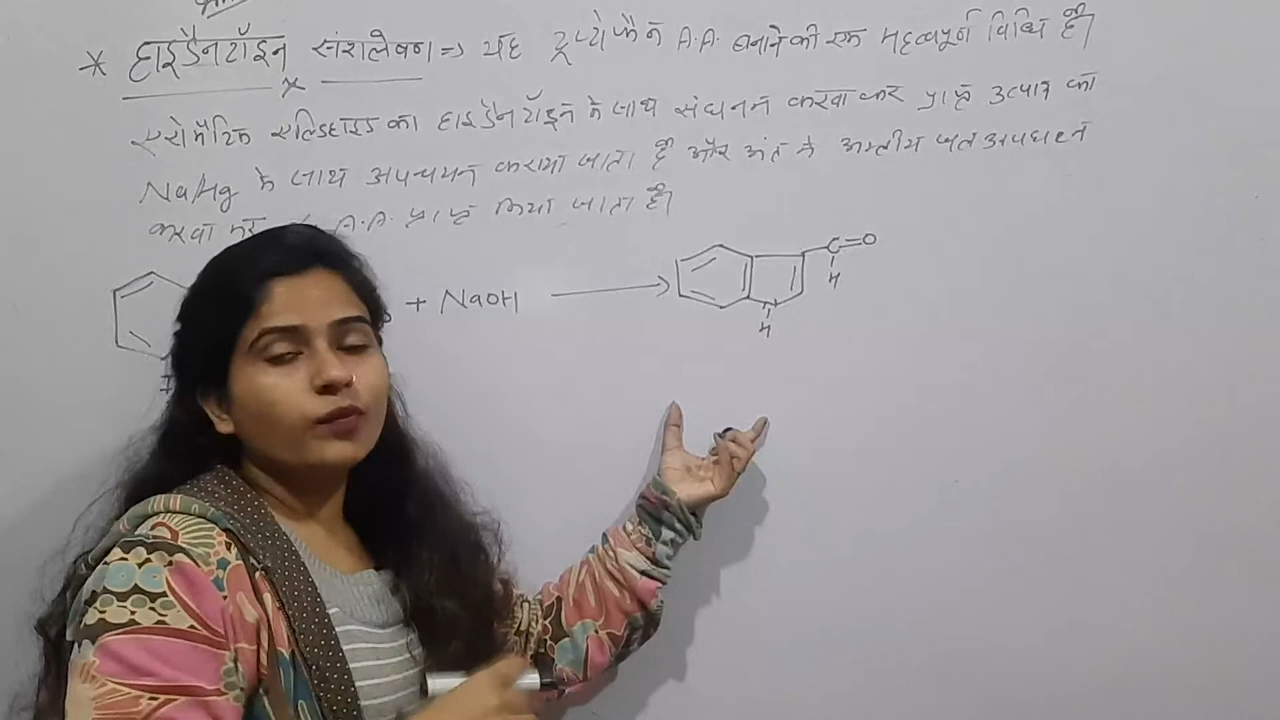 * हाइडैनटॉइन संश्लेषण => यह ट्रिप्टोफैन A.A. बनाने की एक महत्वपूर्ण विधि है।
एरोमैटिक एल्डिहाइड का हाइडैनटॉइन के साथ संघनन करवाकर प्राप्त उत्पाद का
Na/Hg के साथ अपचयन कराया जाता है और अंत में अम्लीय जल अपघटन
करवा कर A.A. प्राप्त किया जाता है।
C=O
H
+ NaOH
H